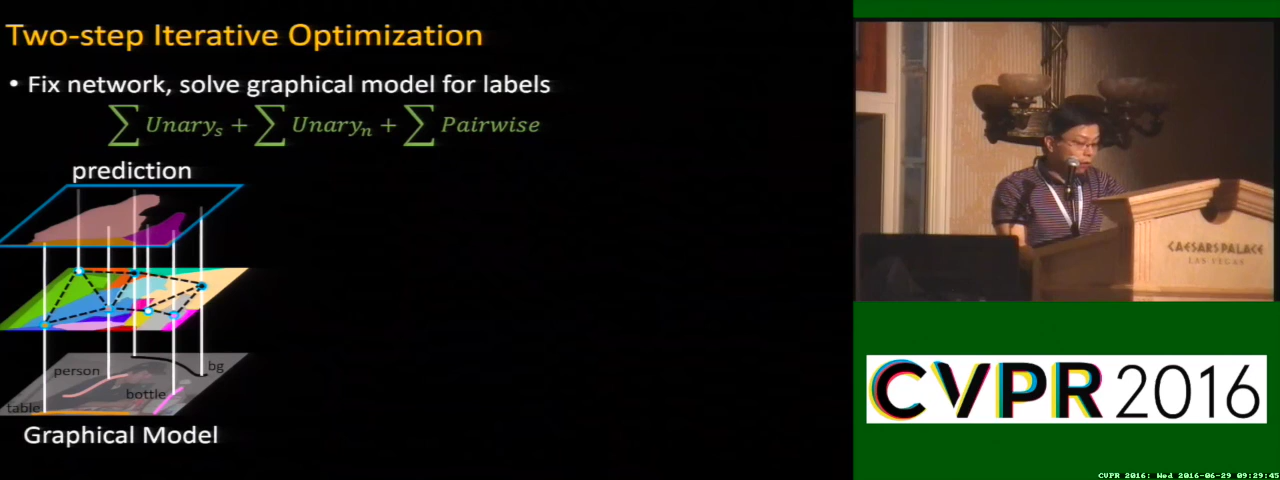 Two-step Iterative Optimization
• Fix network, solve graphical model for labels
∑ Unary_s + ∑ Unary_n + ∑ Pairwise
prediction
person
bg
bottle
table
Graphical Model
CAESARS PALACE
LAS VEGAS
CVPR 2016
CVPR 2016: Wed 2016-06-29 09:29:45